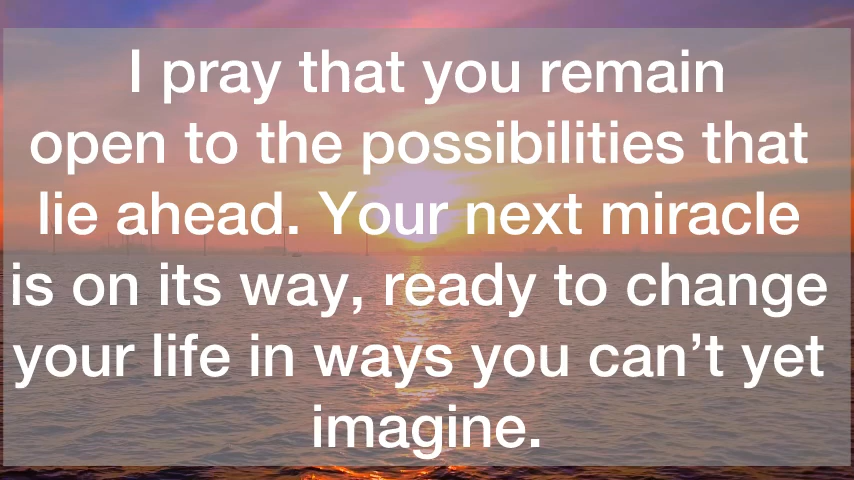 I pray that you remain
open to the possibilities that
lie ahead. Your next miracle
is on its way, ready to change
your life in ways you can’t yet
imagine.